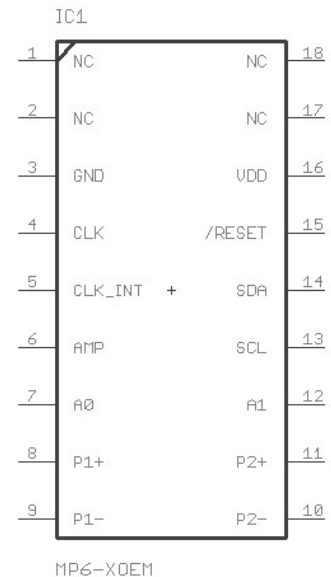 IC1
1 NC NC 18
2 NC NC 17
3 GND VDD 16
4 CLK /RESET 15
5 CLK_INT + SDA 14
6 AMP SCL 13
7 A0 A1 12
8 P1+ P2+ 11
9 P1- P2- 10
MP6-XOEM